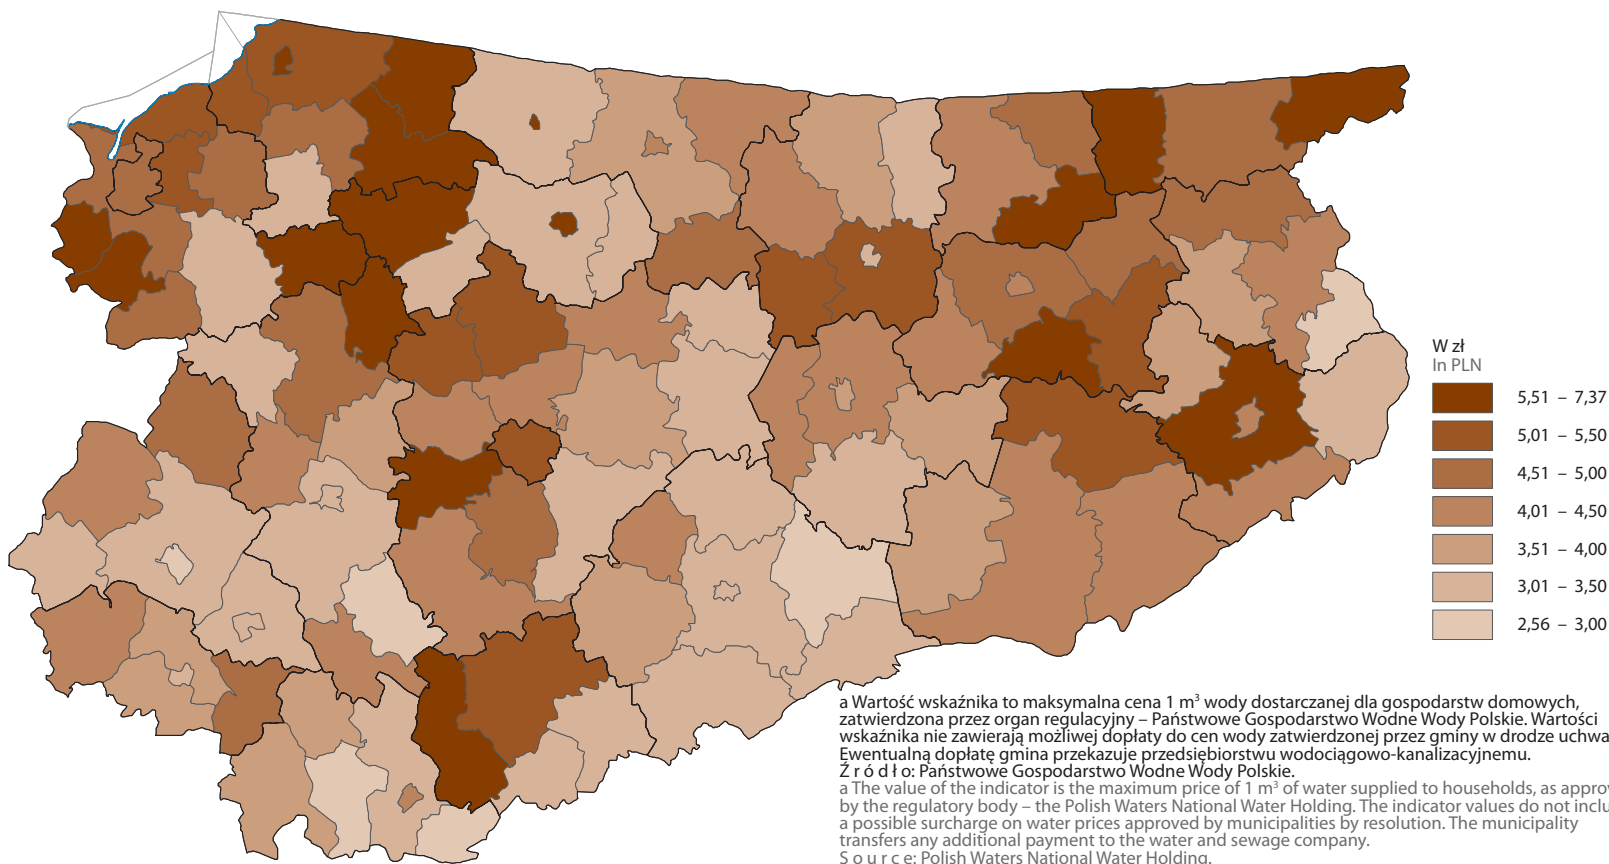 W zł
In PLN
5,51 – 7,37
5,01 – 5,50
4,51 – 5,00
4,01 – 4,50
3,51 – 4,00
3,01 – 3,50
2,56 – 3,00
a Wartość wskaźnika to maksymalna cena 1 m³ wody dostarczanej dla gospodarstw domowych,
zatwierdzona przez organ regulacyjny – Państwowe Gospodarstwo Wodne Wody Polskie. Wartości
wskaźnika nie zawierają możliwej dopłaty do cen wody zatwierdzonej przez gminy w drodze uchwa
Ewentualną dopłatę gmina przekazuje przedsiębiorstwu wodociągowo-kanalizacyjnemu.
Ź r ó d ł o: Państwowe Gospodarstwo Wodne Wody Polskie.
a The value of the indicator is the maximum price of 1 m³ of water supplied to households, as approv
by the regulatory body – the Polish Waters National Water Holding. The indicator values do not inclu
a possible surcharge on water prices approved by municipalities by resolution. The municipality
transfers any additional payment to the water and sewage company.
S o u r c e: Polish Waters National Water Holding.